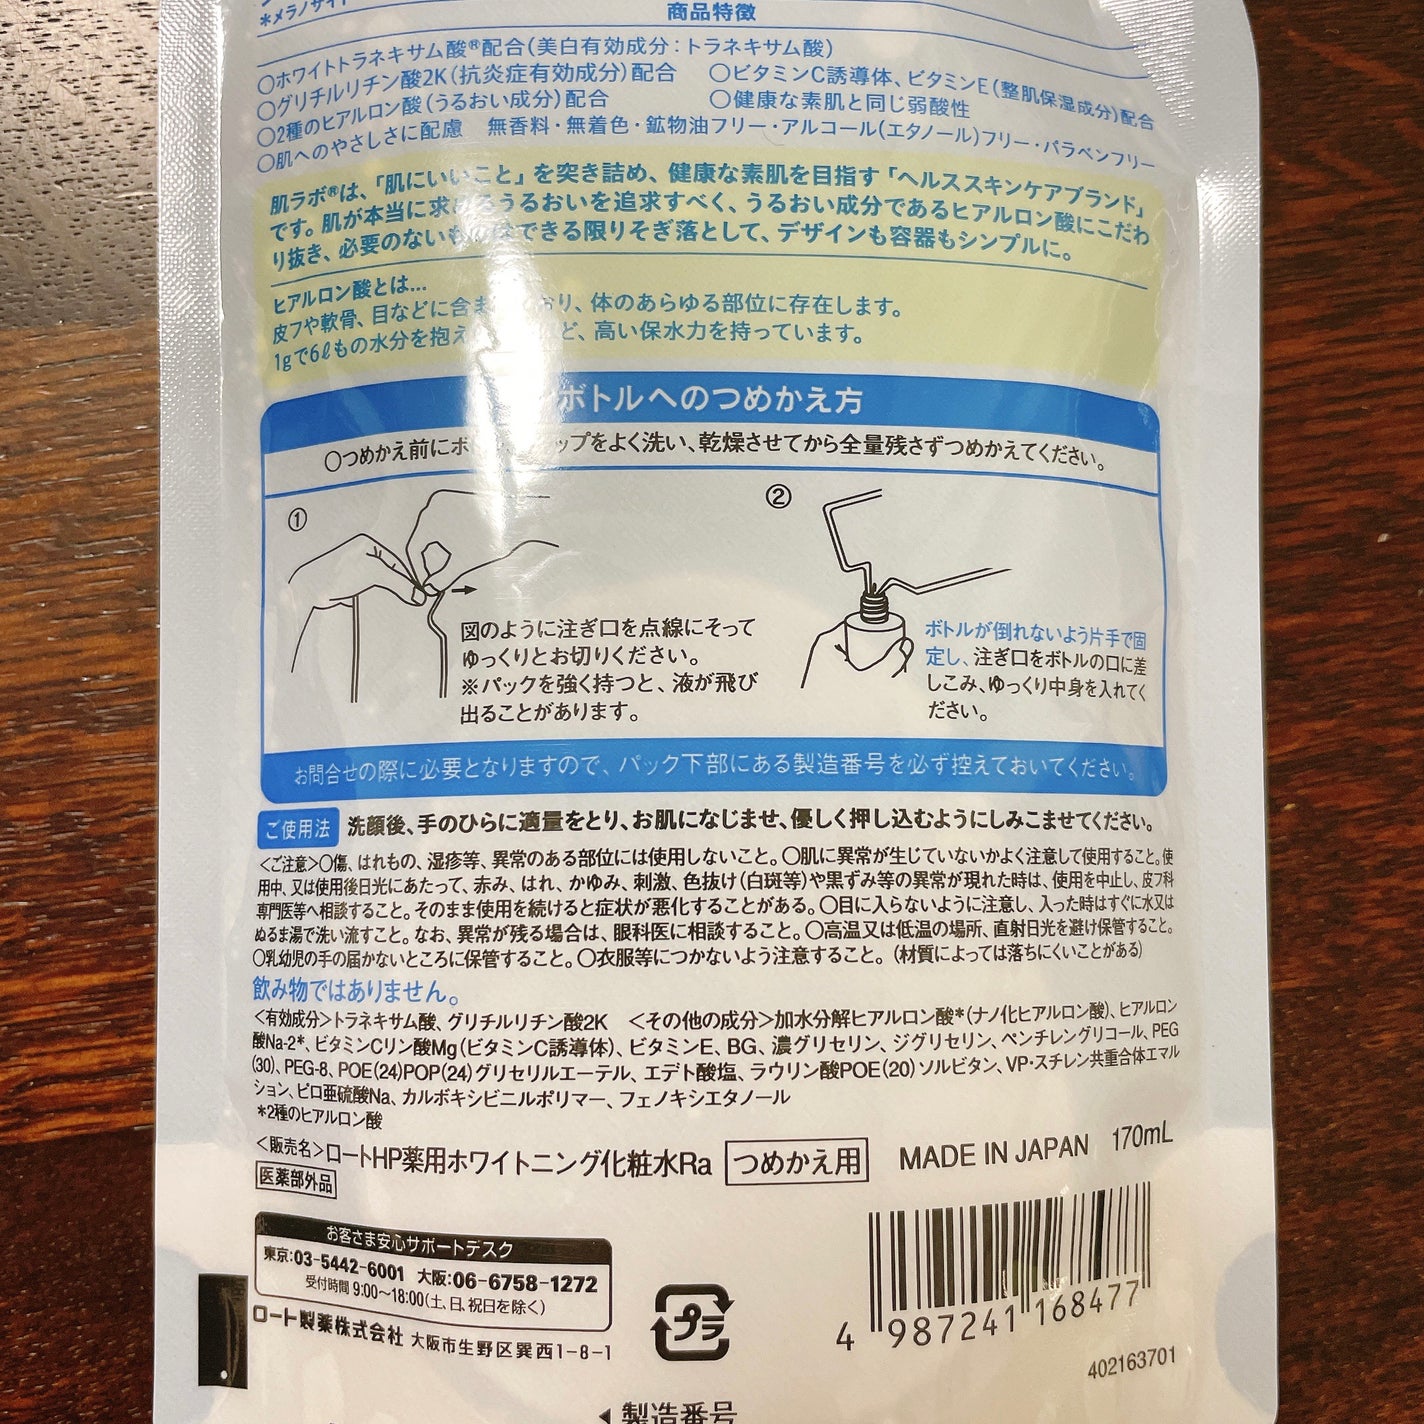 *メラノサイト
商品特徴
〇ホワイトトラネキサム酸®配合(美白有効成分：トラネキサム酸)
〇グリチルリチン酸2K(抗炎症有効成分)配合 〇ビタミンC誘導体、ビタミンE(整肌保湿成分)配合
〇2種のヒアルロン酸(うるおい成分)配合 〇健康な素肌と同じ弱酸性
〇肌へのやさしさに配慮 無香料・無着色・鉱物油フリー・アルコール(エタノール)フリー・パラベンフリー
肌ラボ®は、「肌にいいこと」を突き詰め、健康な素肌を目指す「ヘルススキンケアブランド」
です。肌が本当に求めるうるおいを追求すべく、うるおい成分であるヒアルロン酸にこだわ
り抜き、必要のないものはできる限りそぎ落として、デザインも容器もシンプルに。
ヒアルロン酸とは…
皮フや軟骨、目などに含ま おり、体のあらゆる部位に存在します。
1gで6ℓもの水分を抱え ど、高い保水力を持っています。
ボトルへのつめかえ方
〇つめかえ前にボ ップをよく洗い、乾燥させてから全量残さずつめかえてください。
①
②
図のように注ぎ口を点線にそって
ゆっくりとお切りください。
※パックを強く持つと、液が飛び
出ることがあります。
ボトルが倒れないよう片手で固
定し、注ぎ口をボトルの口に差
しこみ、ゆっくり中身を入れてく
ださい。
お問合せの際に必要となりますので、パック下部にある製造番号を必ず控えておいてください。
ご使用法 洗顔後、手のひらに適量をとり、お肌になじませ、優しく押し込むようにしみこませてください。
<ご注意>〇傷、はれもの、湿疹等、異常のある部位には使用しないこと。〇肌に異常が生じていないかよく注意して使用すること。使
用中、又は使用後日光にあたって、赤み、はれ、かゆみ、刺激、色抜け(白斑等)や黒ずみ等の異常が現れた時は、使用を中止し、皮フ科
専門医等へ相談すること。そのまま使用を続けると症状が悪化することがある。〇目に入らないように注意し、入った時はすぐに水又は
ぬるま湯で洗い流すこと。なお、異常が残る場合は、眼科医に相談すること。〇高温又は低温の場所、直射日光を避け保管すること。
〇乳幼児の手の届かないところに保管すること。〇衣服等につかないよう注意すること。(材質によっては落ちにくいことがある)
飲み物ではありません。
<有効成分>トラネキサム酸、グリチルリチン酸2K <その他の成分>加水分解ヒアルロン酸*(ナノ化ヒアルロン酸)、ヒアルロン
酸Na-2*、ビタミンCリン酸Mg(ビタミンC誘導体)、ビタミンE、BG、濃グリセリン、ジグリセリン、ペンチレングリコール、PEG
(30)、PEG-8、POE(24)POP(24)グリセリルエーテル、エデト酸塩、ラウリン酸POE(20)ソルビタン、VP・スチレン共重合体エマル
ション、ピロ亜硫酸Na、カルボキシビニルポリマー、フェノキシエタノール
*2種のヒアルロン酸
<販売名>ロートHP薬用ホワイトニング化粧水Ra つめかえ用 MADE IN JAPAN 170mL
医薬部外品
お客さま安心サポートデスク
東京:03-5442-6001 大阪:06-6758-1272
受付時間 9:00〜18:00(土、日、祝日を除く)
ロート製薬株式会社 大阪市生野区巽西1-8-1
プラ
4 987241 168477
402163701
◀製造番号